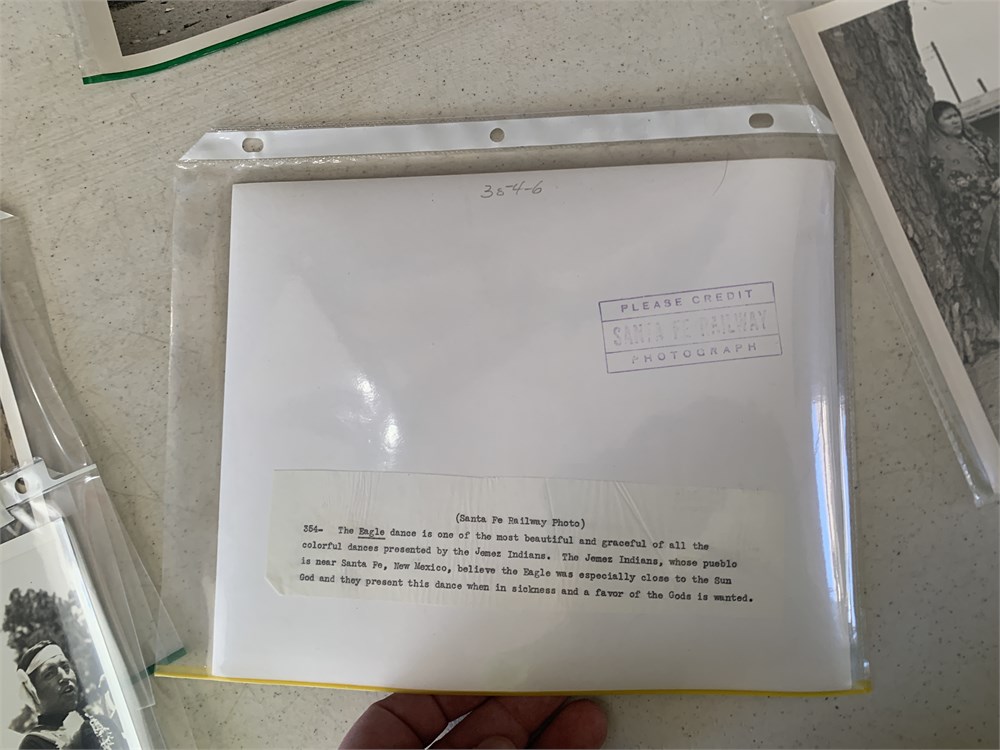 354-6
PLEASE CREDIT
SANTA FE RAILWAY
PHOTOGRAPH
(Santa Fe Railway Photo)
354- The Eagle dance is one of the most beautiful and graceful of all the
colorful dances presented by the Jemez Indians. The Jemez Indians, whose pueblo
is near Santa Fe, New Mexico, believe the Eagle was especially close to the Sun
God and they present this dance when in sickness and a favor of the Gods is wanted.